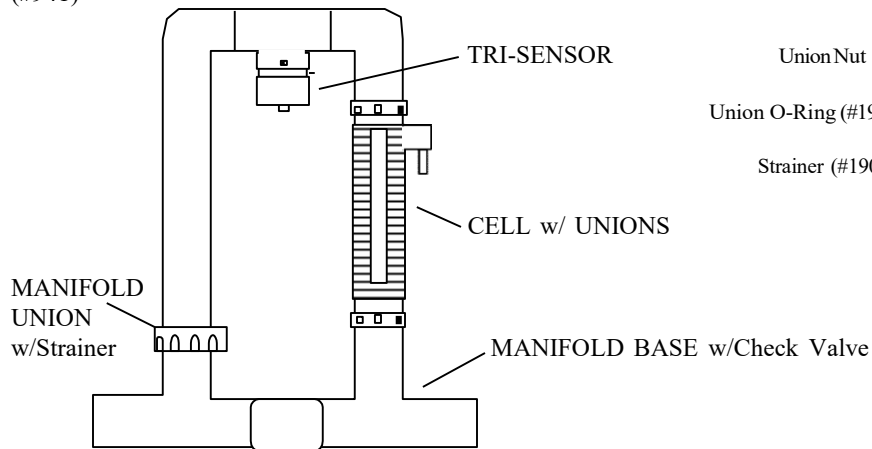 TRI-SENSOR
Union Nut
Union O-Ring (#19
Strainer (#190
CELL w/ UNIONS
MANIFOLD
UNION
w/Strainer
MANIFOLD BASE w/Check Valve